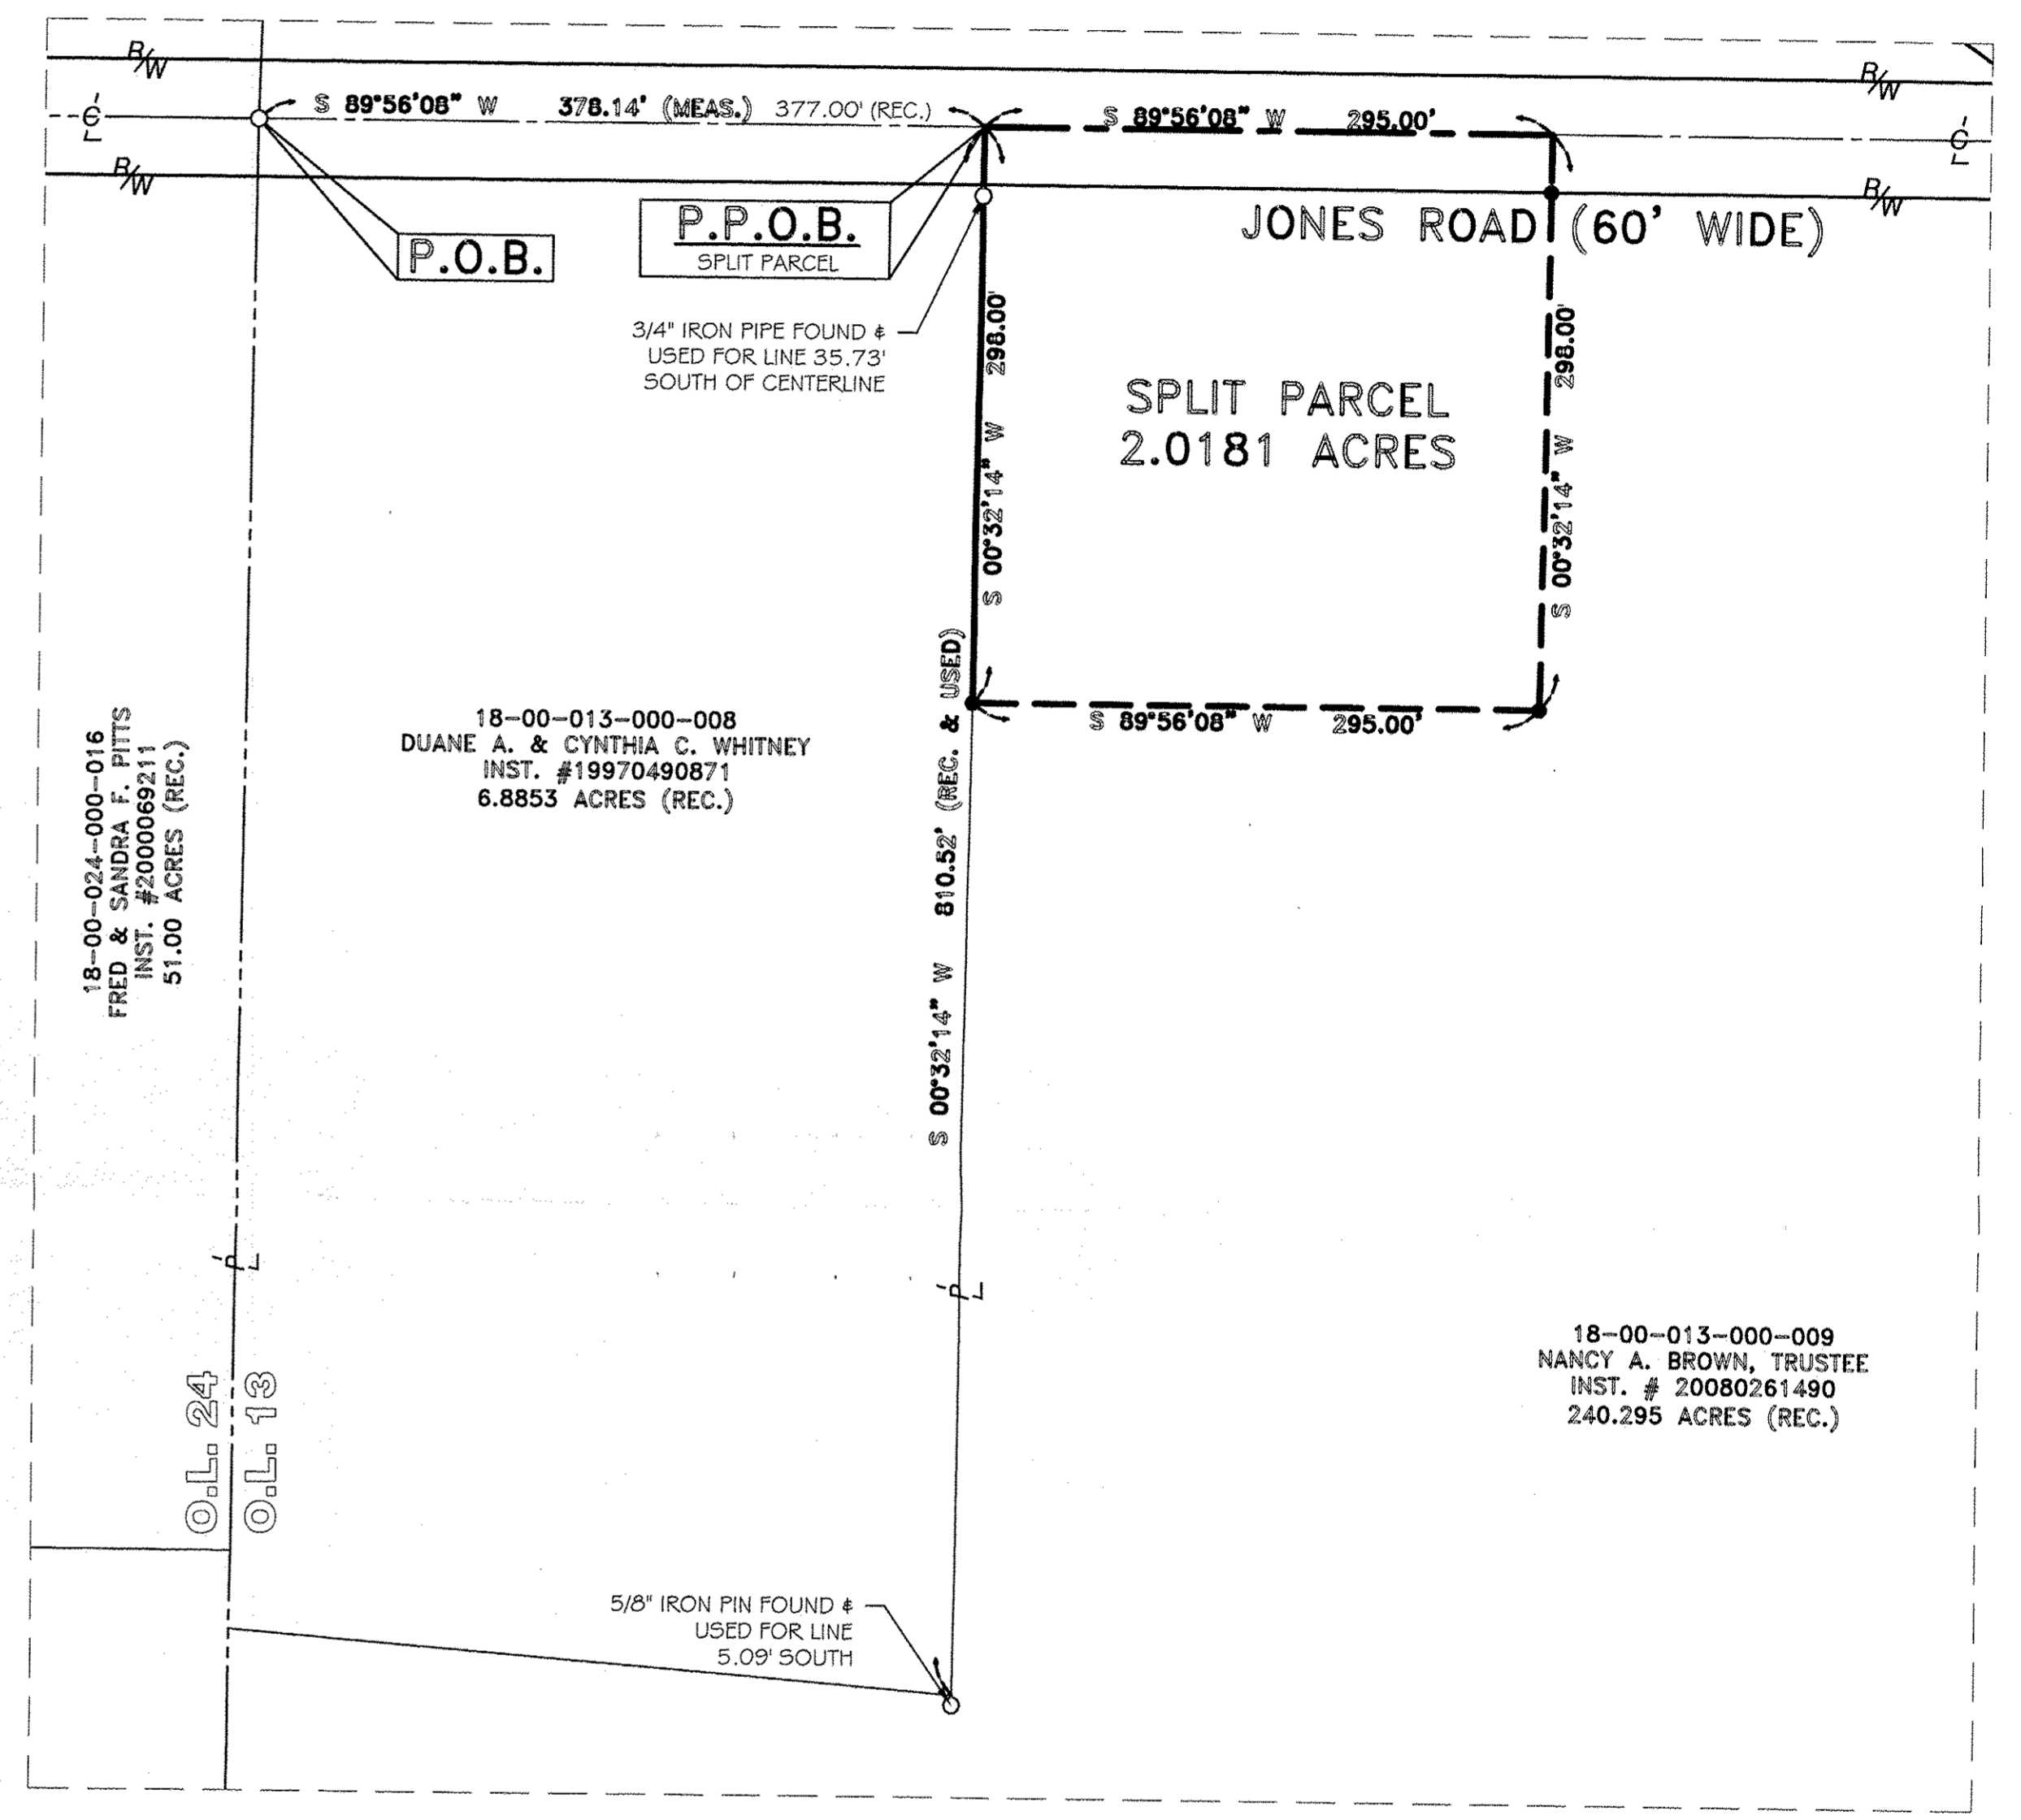 R/W
R/W
S 89°56'08" W 378.14' (MEAS.) 377.00' (REC.)
S 89°56'08" W 295.00'
CL
CL
R/W
R/W
JONES ROAD (60' WIDE)
P.O.B.
P.P.O.B.
SPLIT PARCEL
3/4" IRON PIPE FOUND &
USED FOR LINE 35.73'
SOUTH OF CENTERLINE
S 00°32'14" W 298.00'
SPLIT PARCEL
2.0181 ACRES
S 00°32'14" W 298.00'
S 89°56'08" W 295.00'
18-00-013-000-008
DUANE A. & CYNTHIA C. WHITNEY
INST. #19970490871
6.8853 ACRES (REC.)
18-00-024-000-016
FRED & SANDRA F. PITTS
INST. #20000069211
51.00 ACRES (REC.)
S 00°32'14" W 810.52' (REC. & USED)
PL
PL
18-00-013-000-009
NANCY A. BROWN, TRUSTEE
INST. # 20080261490
240.295 ACRES (REC.)
O.L. 24
O.L. 13
5/8" IRON PIN FOUND &
USED FOR LINE
5.09' SOUTH